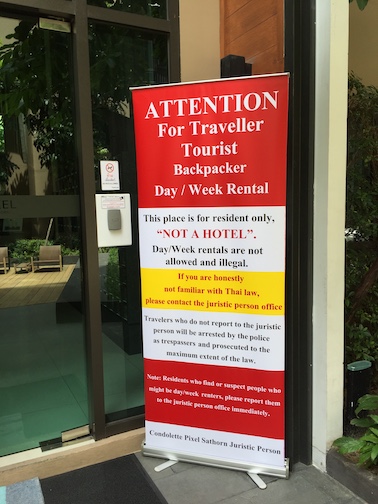 ATTENTION
For Traveller
Tourist
Backpacker
Day / Week Rental
This place is for resident only,
“NOT A HOTEL”.
Day/Week rentals are not
allowed and illegal.
If you are honestly
not familiar with Thai law,
please contact the juristic person office
Travelers who do not report to the juristic
person will be arrested by the police
as trespassers and prosecuted to the
maximum extent of the law.
Note: Residents who find or suspect people who
might be day/week renters, please report them
to the juristic person office immediately.
Condolette Pixel Sathorn Juristic Person
EL